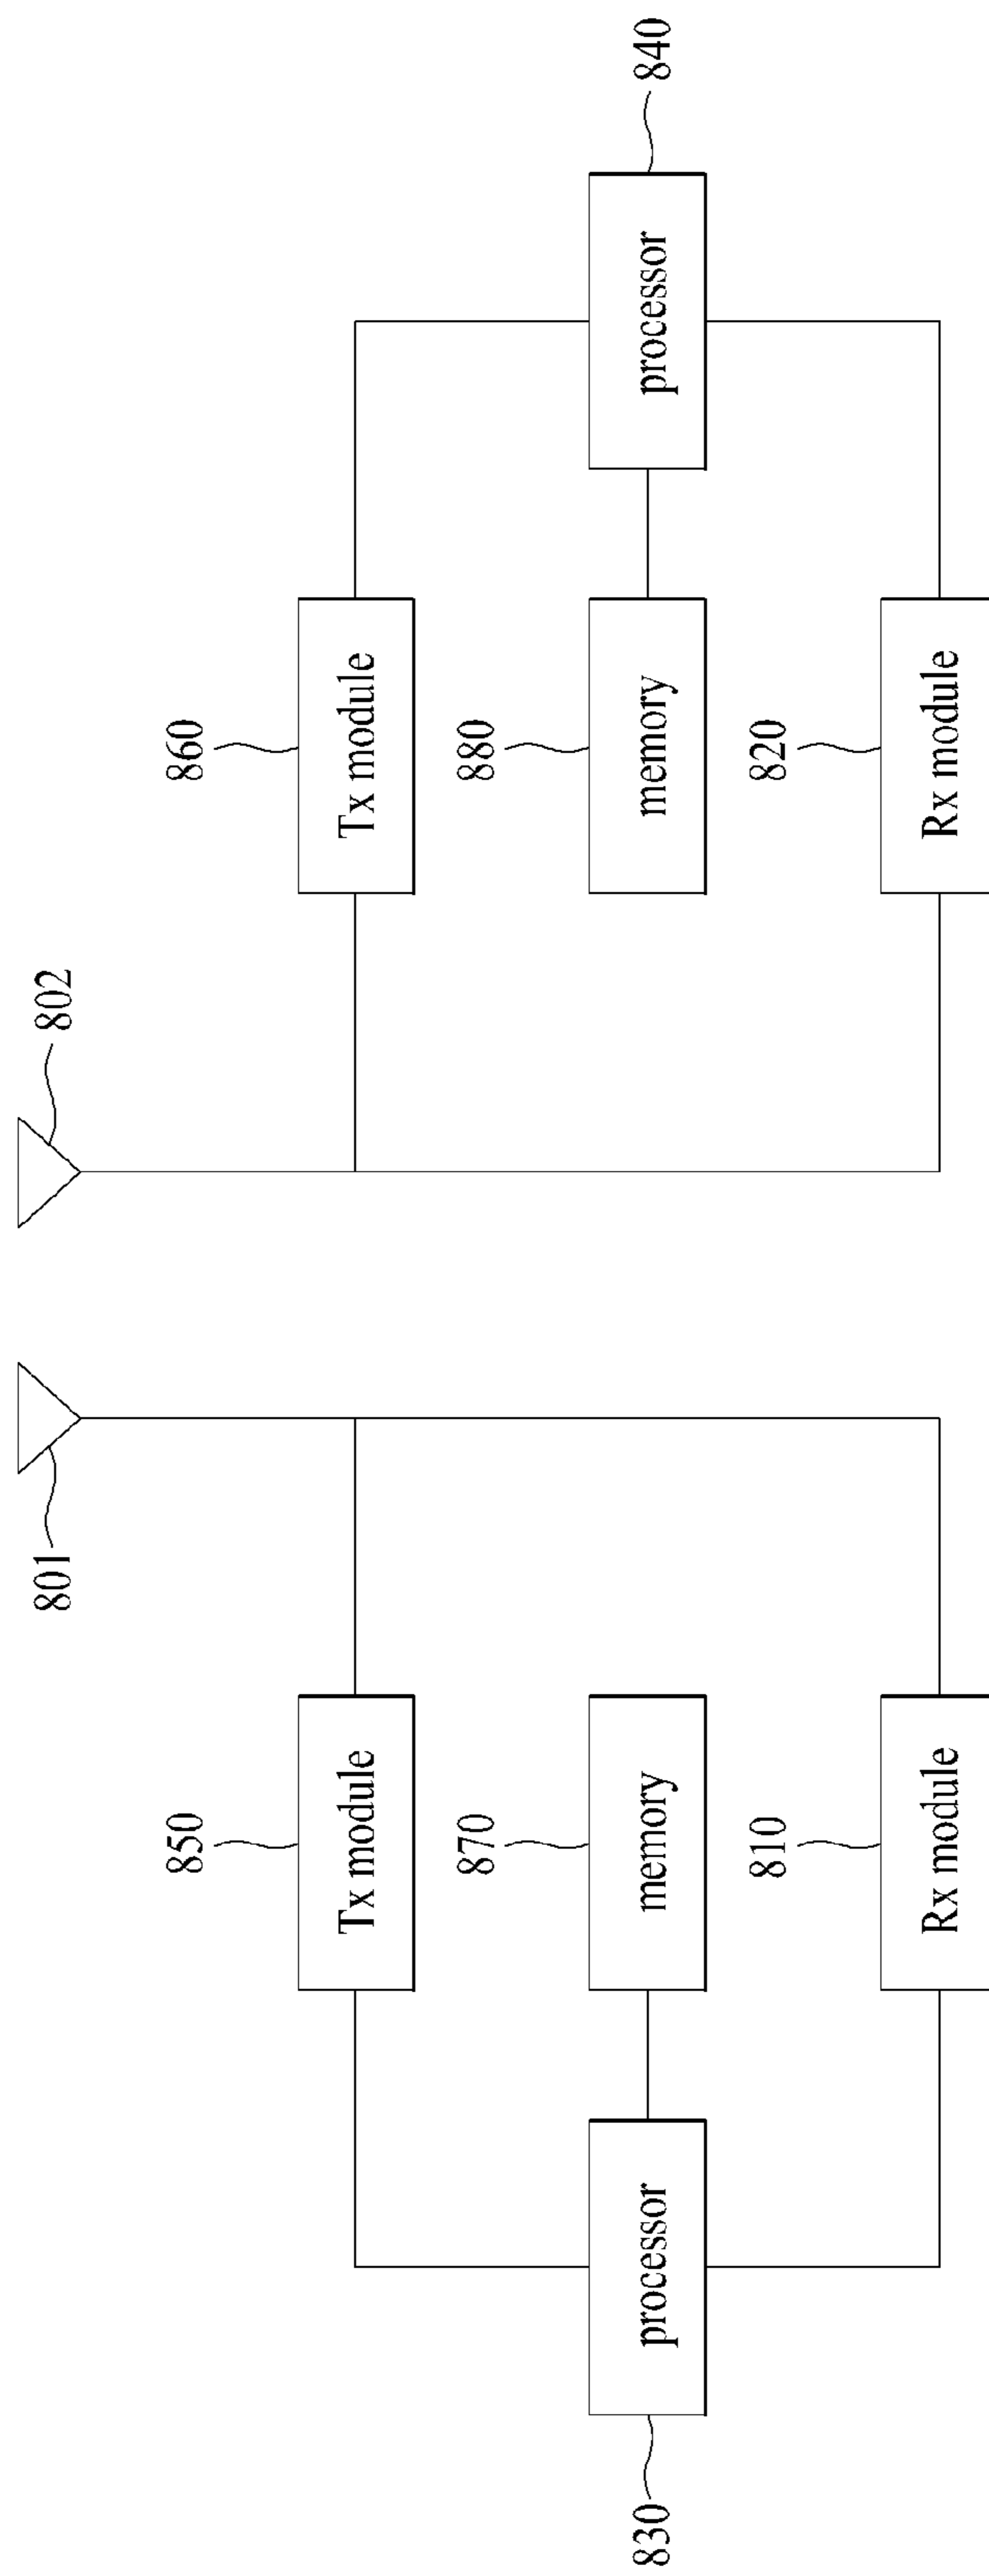 801
802
850
Tx module
860
Tx module
830
processor
870
memory
880
memory
processor
840
810
Rx module
820
Rx module